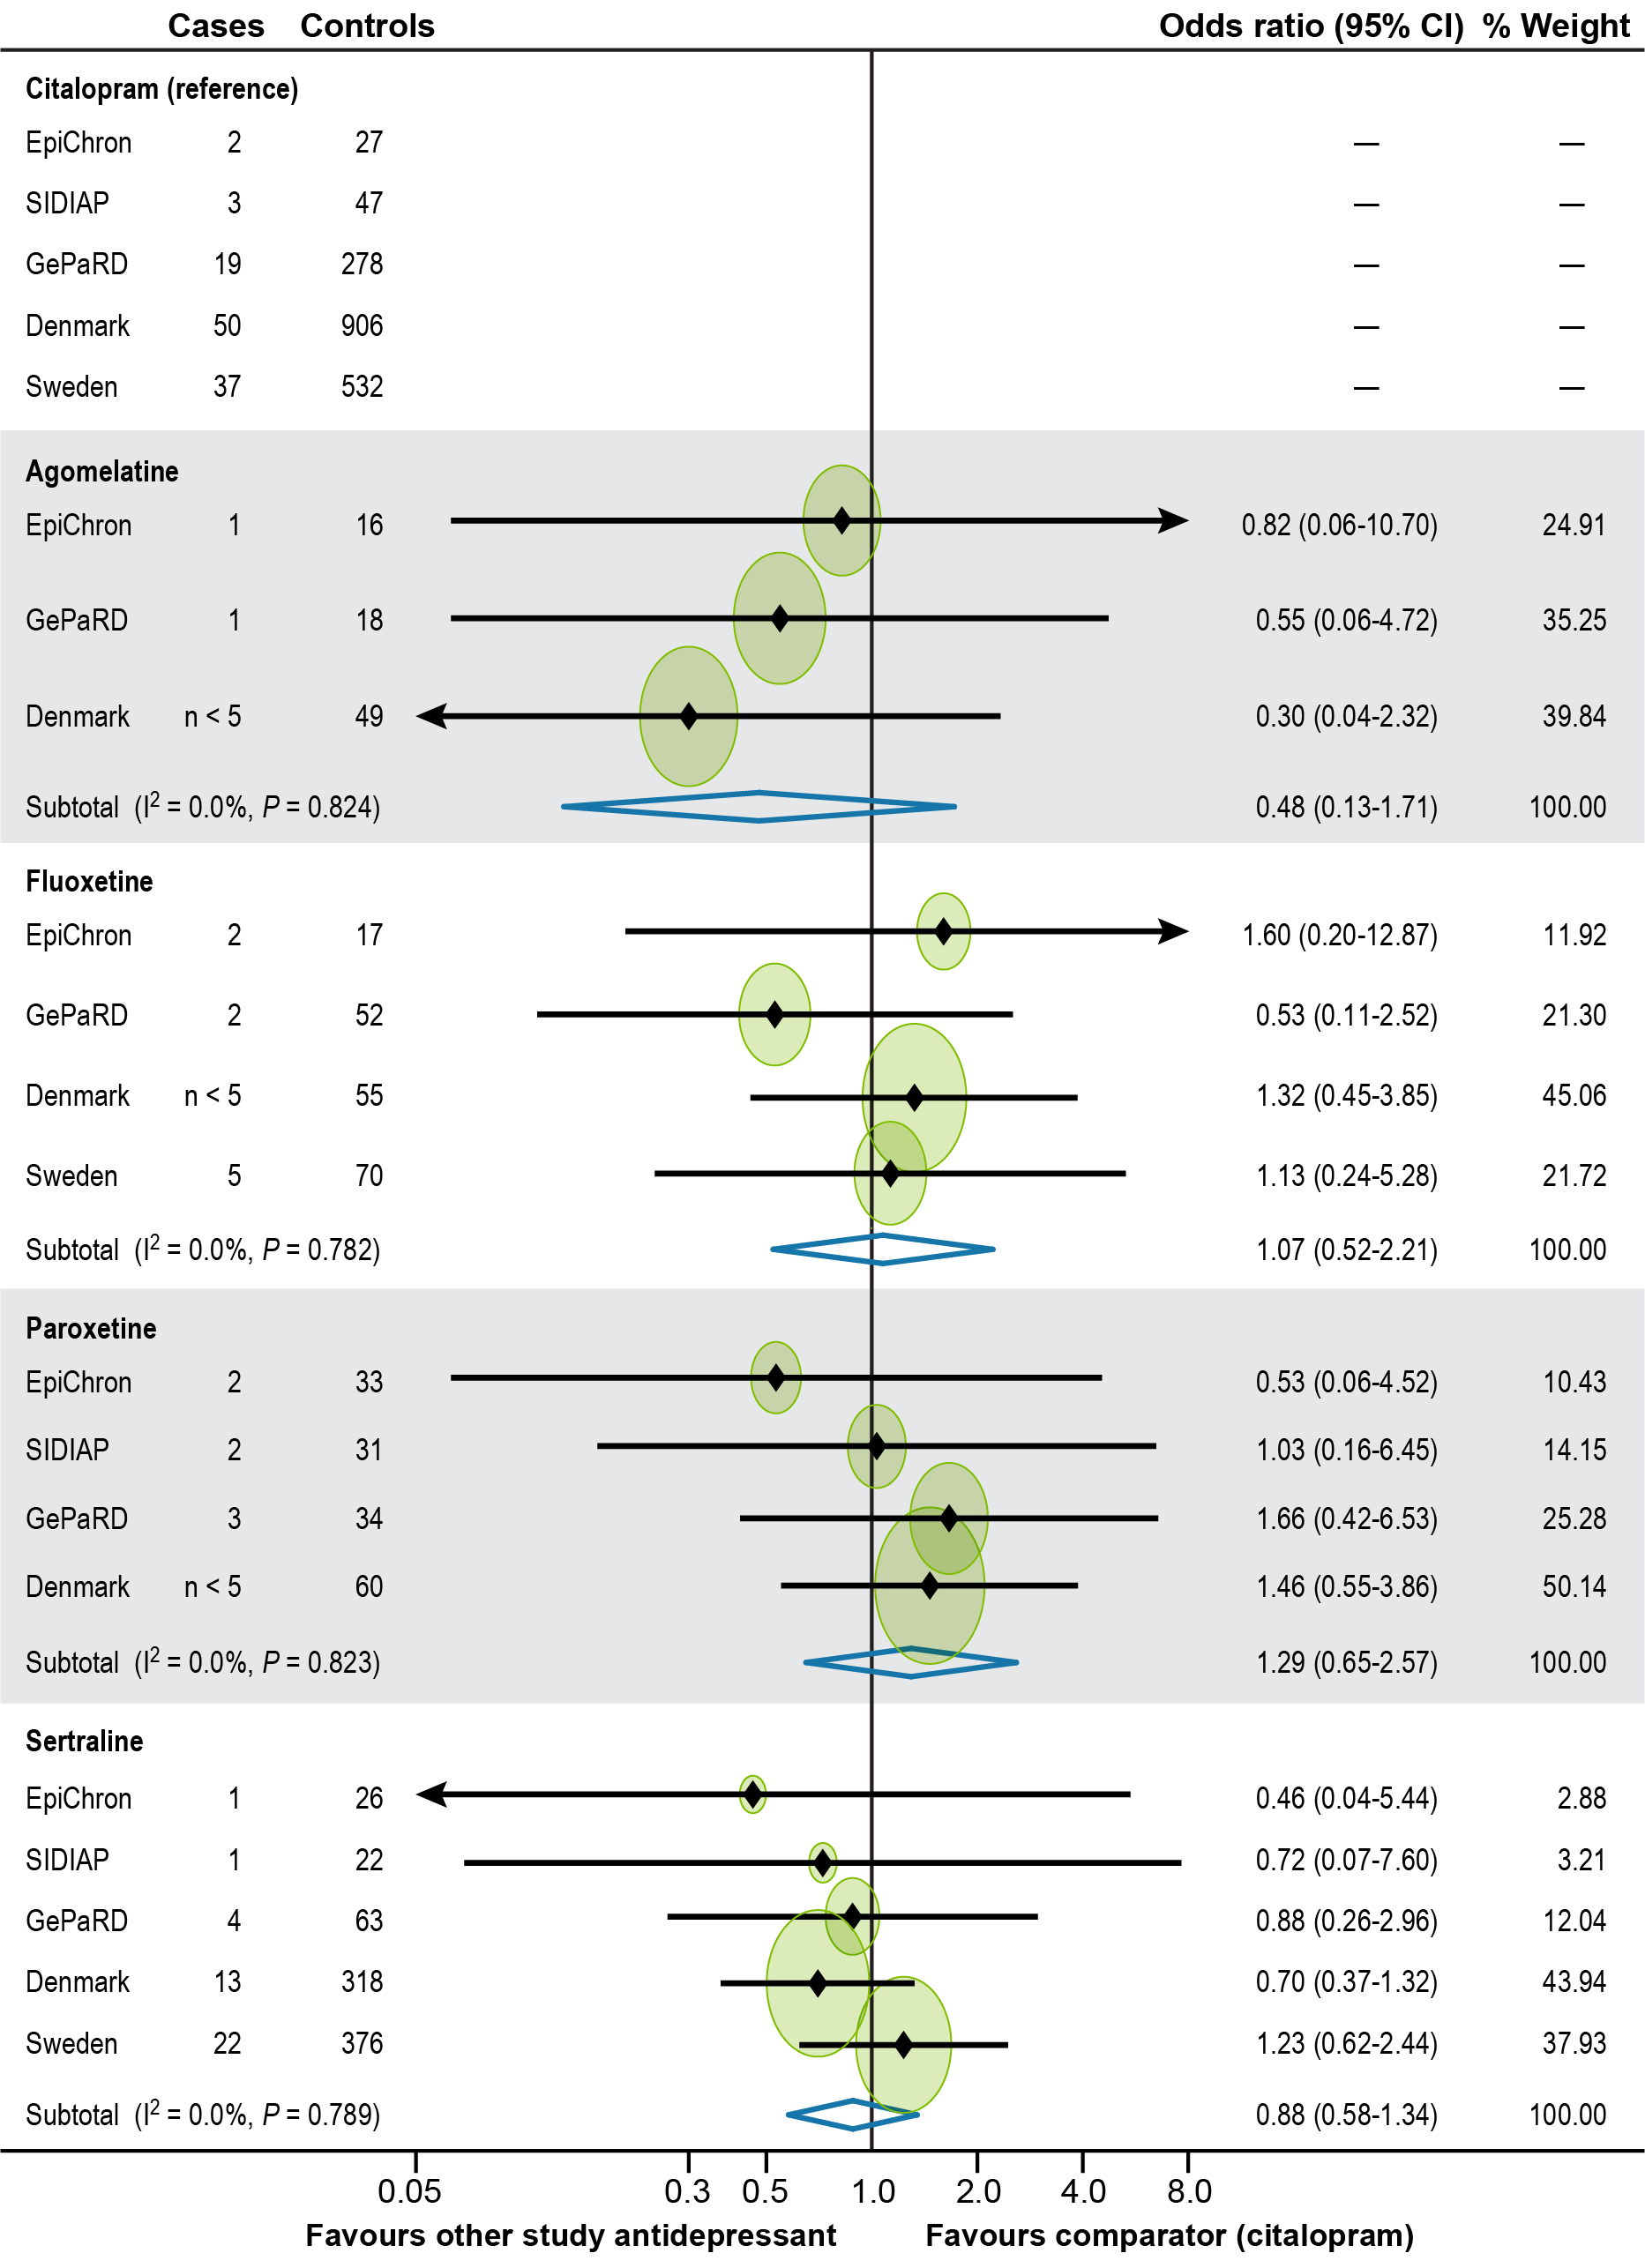 Cases Controls Odds ratio (95% CI) % Weight
Citalopram (reference)
EpiChron 2 27 — —
SIDIAP 3 47 — —
GePaRD 19 278 — —
Denmark 50 906 — —
Sweden 37 532 — —
Agomelatine
EpiChron 1 16 0.82 (0.06-10.70) 24.91
GePaRD 1 18 0.55 (0.06-4.72) 35.25
Denmark n < 5 49 0.30 (0.04-2.32) 39.84
Subtotal (I² = 0.0%, P = 0.824) 0.48 (0.13-1.71) 100.00
Fluoxetine
EpiChron 2 17 1.60 (0.20-12.87) 11.92
GePaRD 2 52 0.53 (0.11-2.52) 21.30
Denmark n < 5 55 1.32 (0.45-3.85) 45.06
Sweden 5 70 1.13 (0.24-5.28) 21.72
Subtotal (I² = 0.0%, P = 0.782) 1.07 (0.52-2.21) 100.00
Paroxetine
EpiChron 2 33 0.53 (0.06-4.52) 10.43
SIDIAP 2 31 1.03 (0.16-6.45) 14.15
GePaRD 3 34 1.66 (0.42-6.53) 25.28
Denmark n < 5 60 1.46 (0.55-3.86) 50.14
Subtotal (I² = 0.0%, P = 0.823) 1.29 (0.65-2.57) 100.00
Sertraline
EpiChron 1 26 0.46 (0.04-5.44) 2.88
SIDIAP 1 22 0.72 (0.07-7.60) 3.21
GePaRD 4 63 0.88 (0.26-2.96) 12.04
Denmark 13 318 0.70 (0.37-1.32) 43.94
Sweden 22 376 1.23 (0.62-2.44) 37.93
Subtotal (I² = 0.0%, P = 0.789) 0.88 (0.58-1.34) 100.00
0.05 0.3 0.5 1.0 2.0 4.0 8.0
Favours other study antidepressant Favours comparator (citalopram)